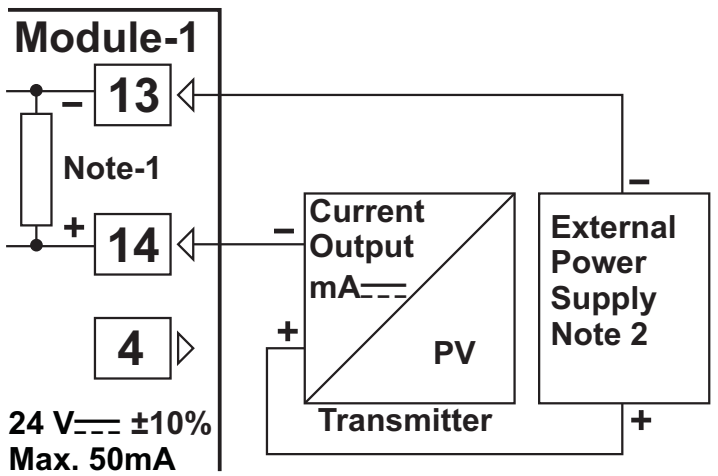 Module-1
– 13
Note-1
+ 14
4
24 V ±10%
Max. 50mA
–
Current
Output
mA
+
PV
Transmitter
–
External
Power
Supply
Note 2
+